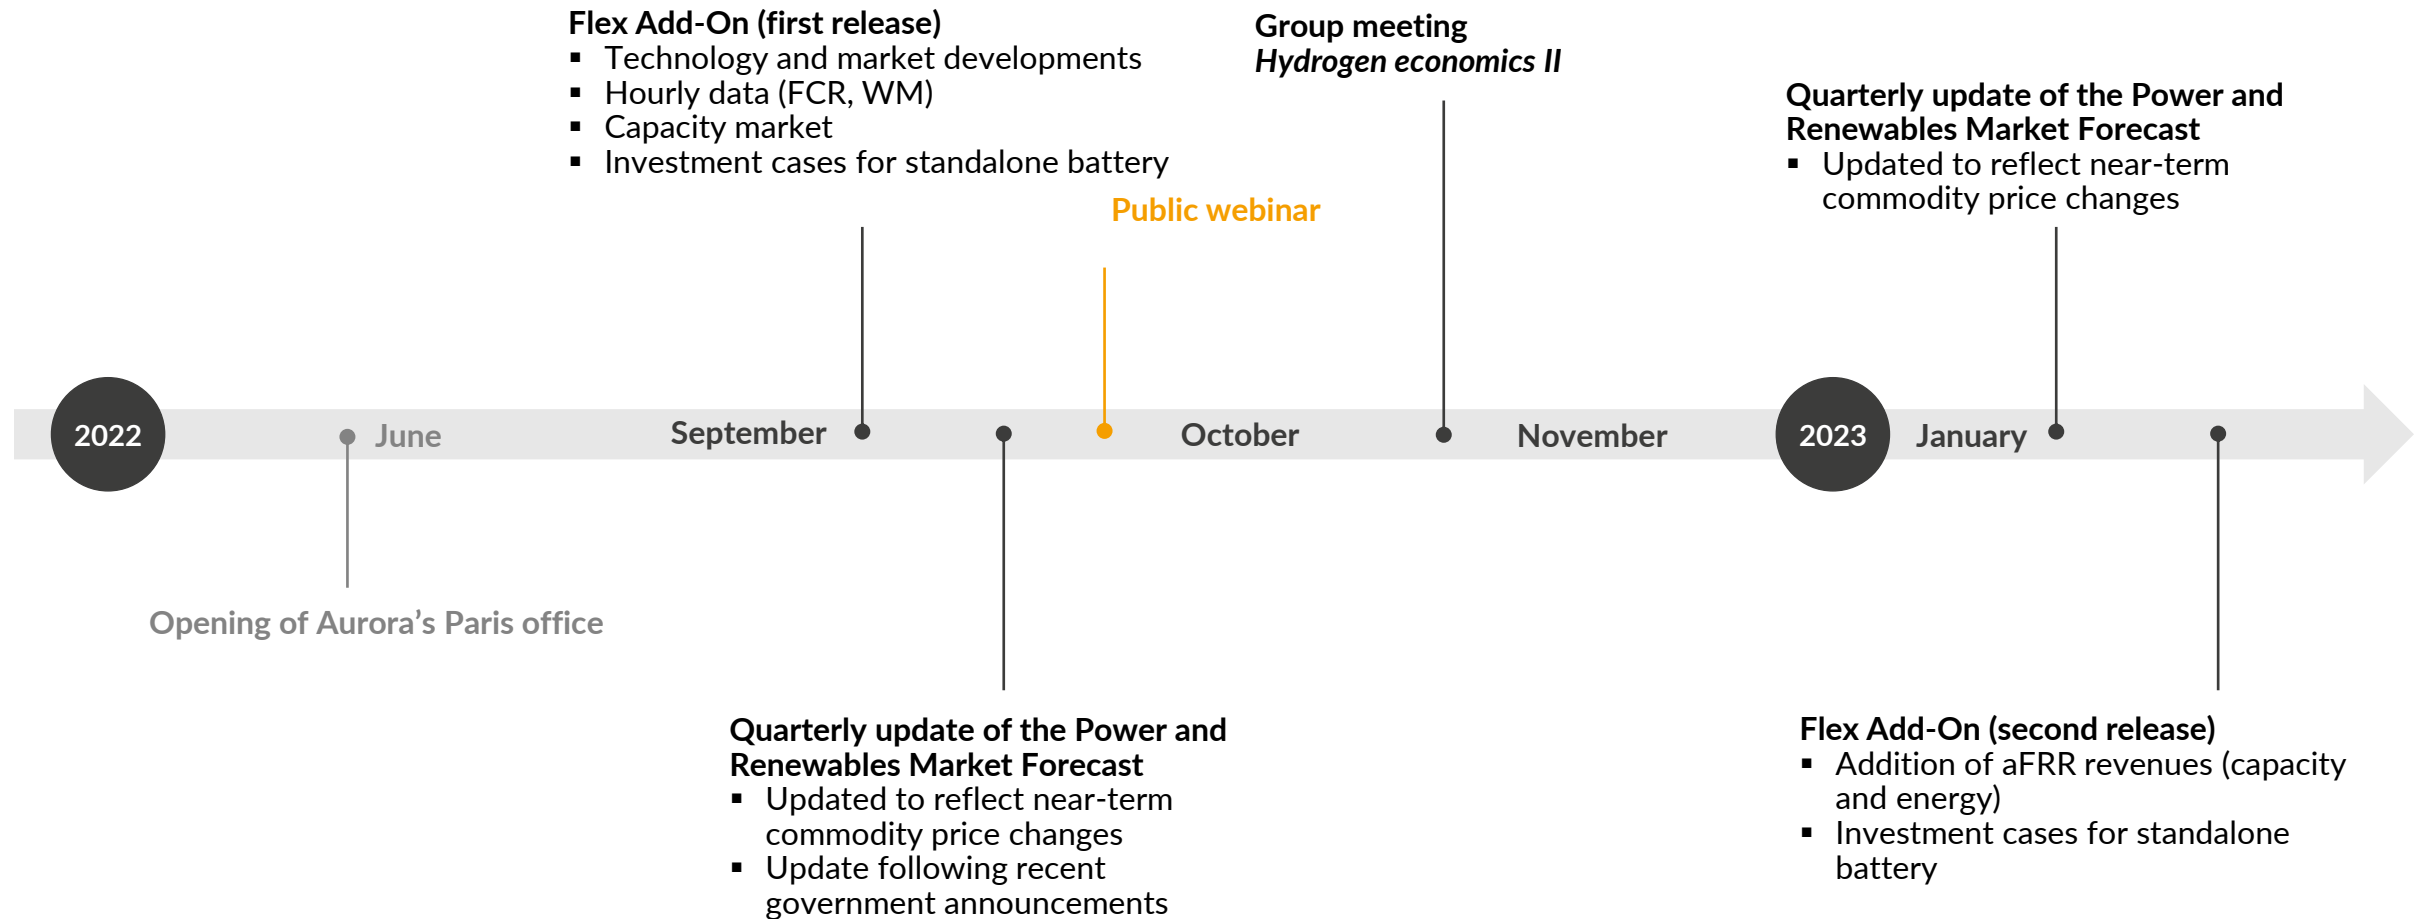 Flex Add-On (first release)
▪ Technology and market developments
▪ Hourly data (FCR, WM)
▪ Capacity market
▪ Investment cases for standalone battery
Public webinar
Group meeting
Hydrogen economics II
Quarterly update of the Power and
Renewables Market Forecast
▪ Updated to reflect near-term
commodity price changes
2022
June
September
October
November
2023
January
Opening of Aurora’s Paris office
Quarterly update of the Power and
Renewables Market Forecast
▪ Updated to reflect near-term
commodity price changes
▪ Update following recent
government announcements
Flex Add-On (second release)
▪ Addition of aFRR revenues (capacity
and energy)
▪ Investment cases for standalone
battery